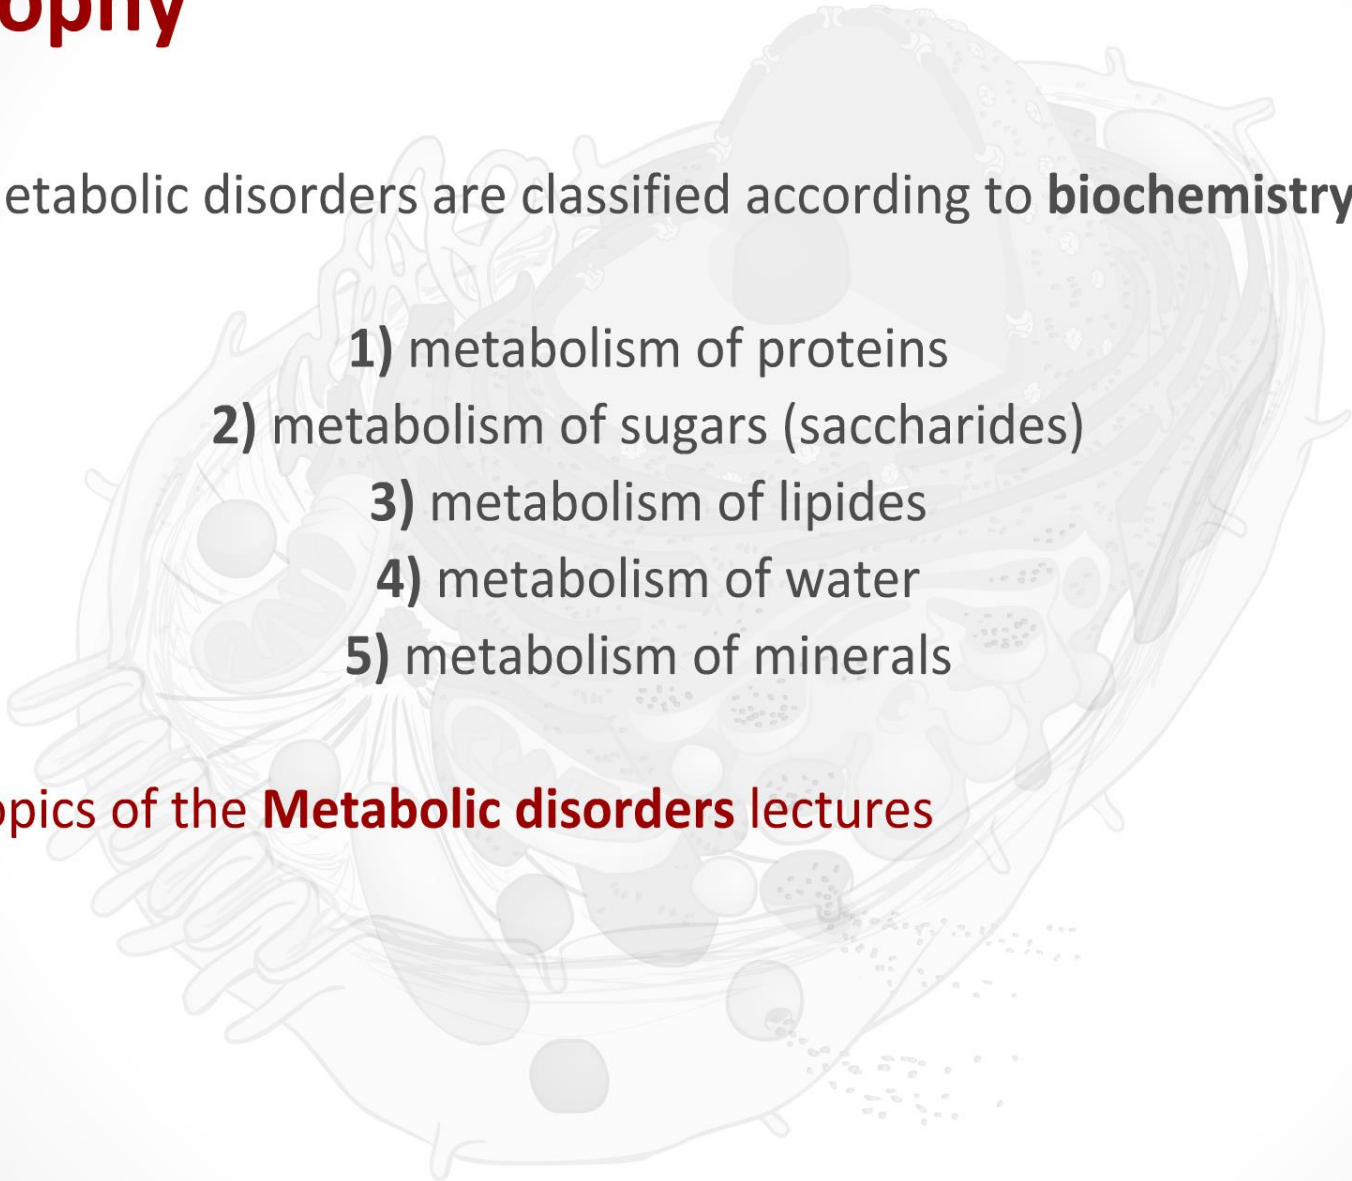 ophy
etabolic disorders are classified according to biochemistry
1) metabolism of proteins
2) metabolism of sugars (saccharides)
3) metabolism of lipides
4) metabolism of water
5) metabolism of minerals
opics of the Metabolic disorders lectures